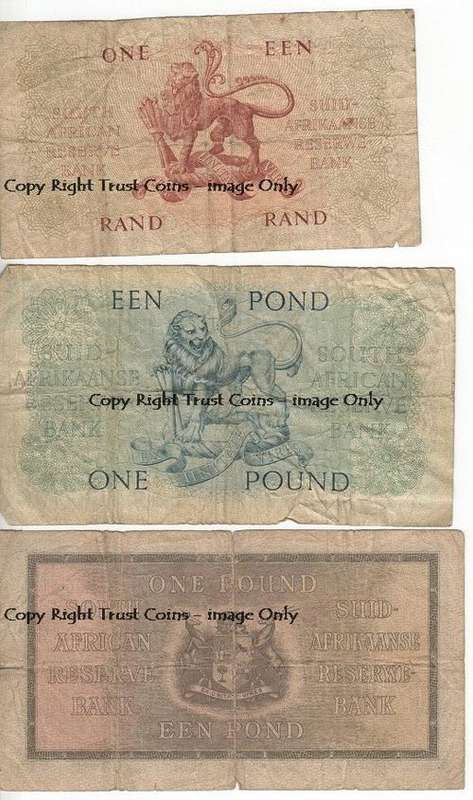 ONE EEN
SOUTH SUID-
AFRICAN AFRIKAANSE
RESERVE RESERWE
BANK BANK
Copy Right Trust Coins - image Only
RAND RAND
EEN POND
SUID- SOUTH
AFRIKAANSE AFRICAN
Copy Right Trust Coins - image Only
RESERVE
BANK BANK
ONE POUND
ONE POUND
Copy Right Trust Coins - image Only
SOUTH SUID-
AFRICAN AFRIKAANSE
RESERVE RESERWE-
BANK BANK
EEN POND